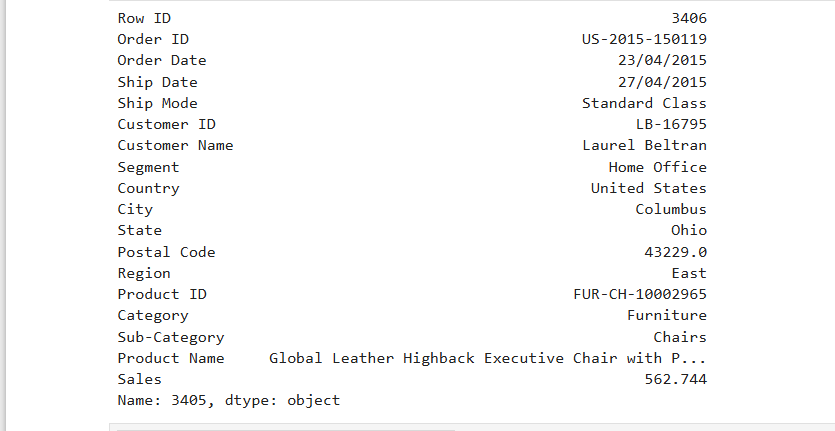 Row ID 3406
Order ID US-2015-150119
Order Date 23/04/2015
Ship Date 27/04/2015
Ship Mode Standard Class
Customer ID LB-16795
Customer Name Laurel Beltran
Segment Home Office
Country United States
City Columbus
State Ohio
Postal Code 43229.0
Region East
Product ID FUR-CH-10002965
Category Furniture
Sub-Category Chairs
Product Name Global Leather Highback Executive Chair with P...
Sales 562.744
Name: 3405, dtype: object